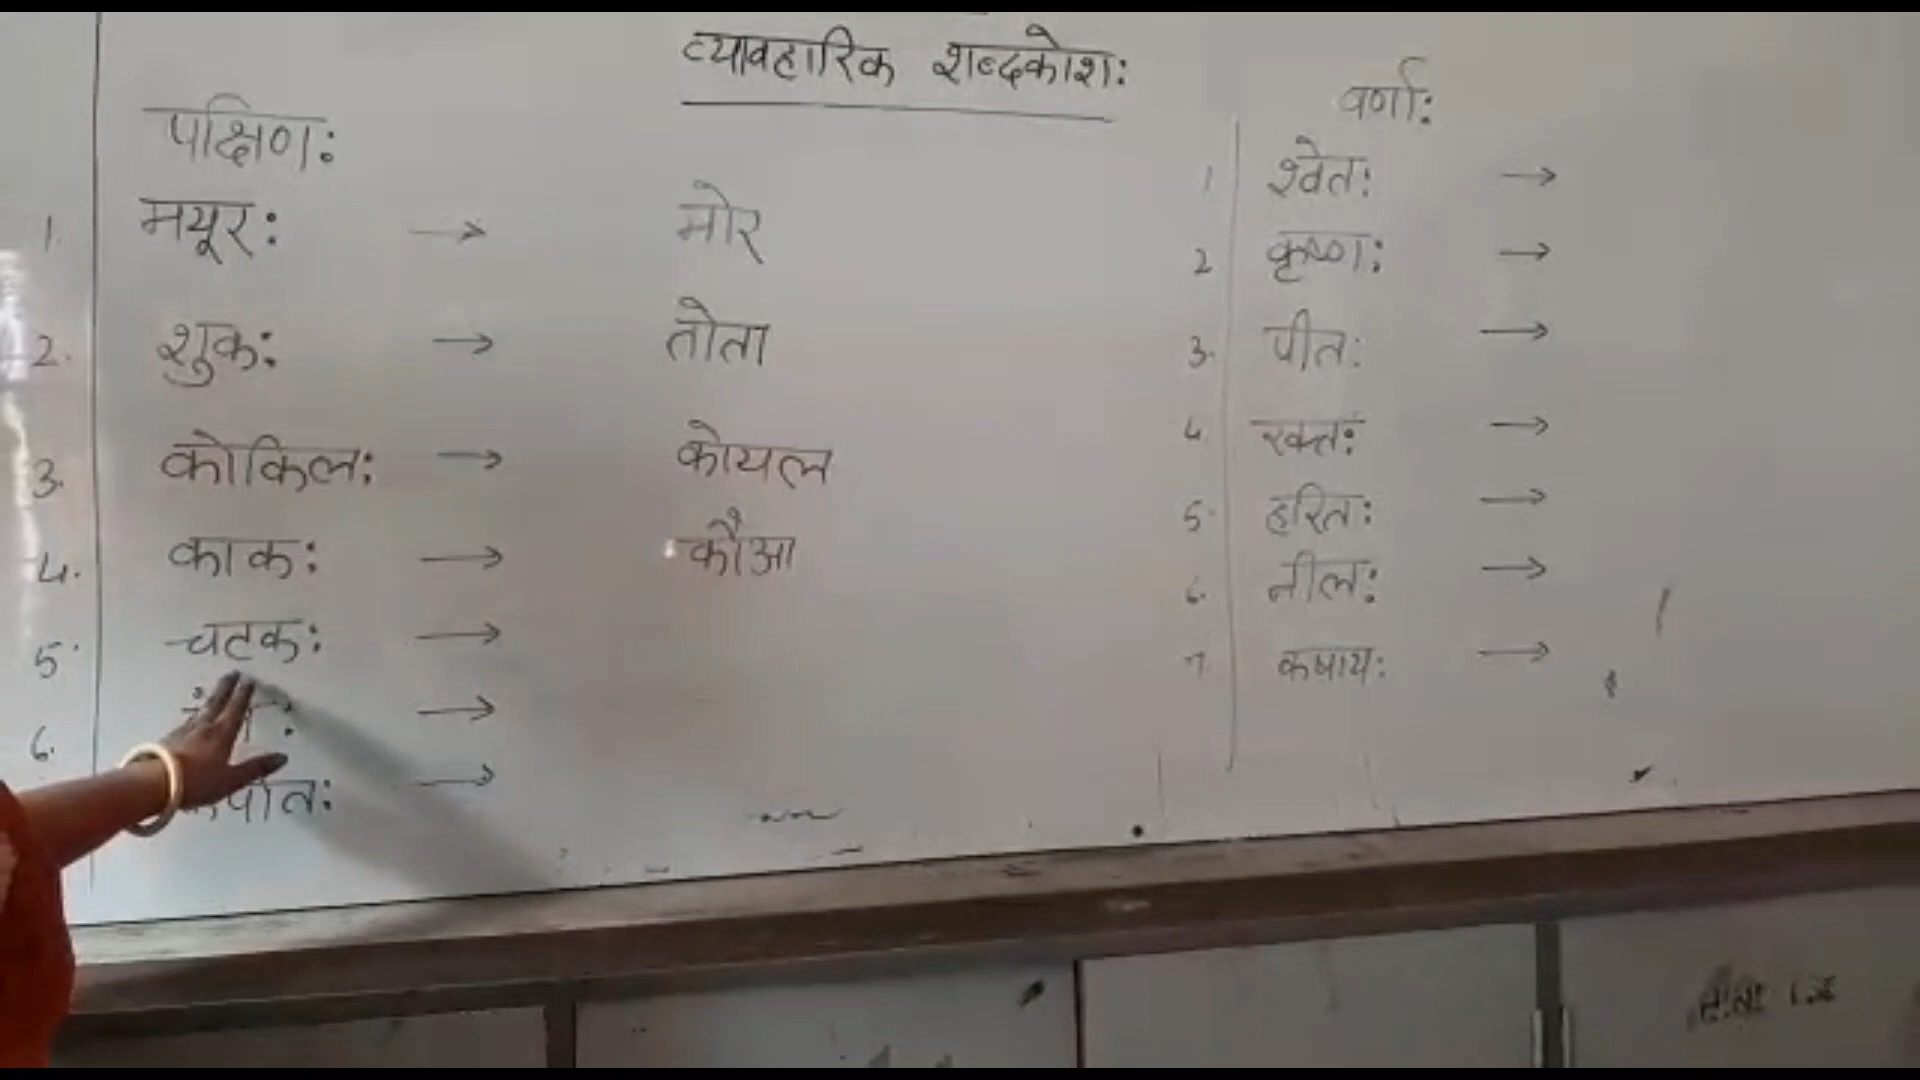 व्यावहारिक शब्दकोशः
पक्षिणः
1. मयूरः → मोर
2. शुकः → तोता
3. कोकिलः → कोयल
4. काकः → कौआ
5. चटकः →
6. →
पोतः →
वर्णाः
1 श्वेतः →
2 कृष्णः →
3. पीतः →
4. रक्तः →
5. हरितः →
6. नीलः →
7. कषायः →